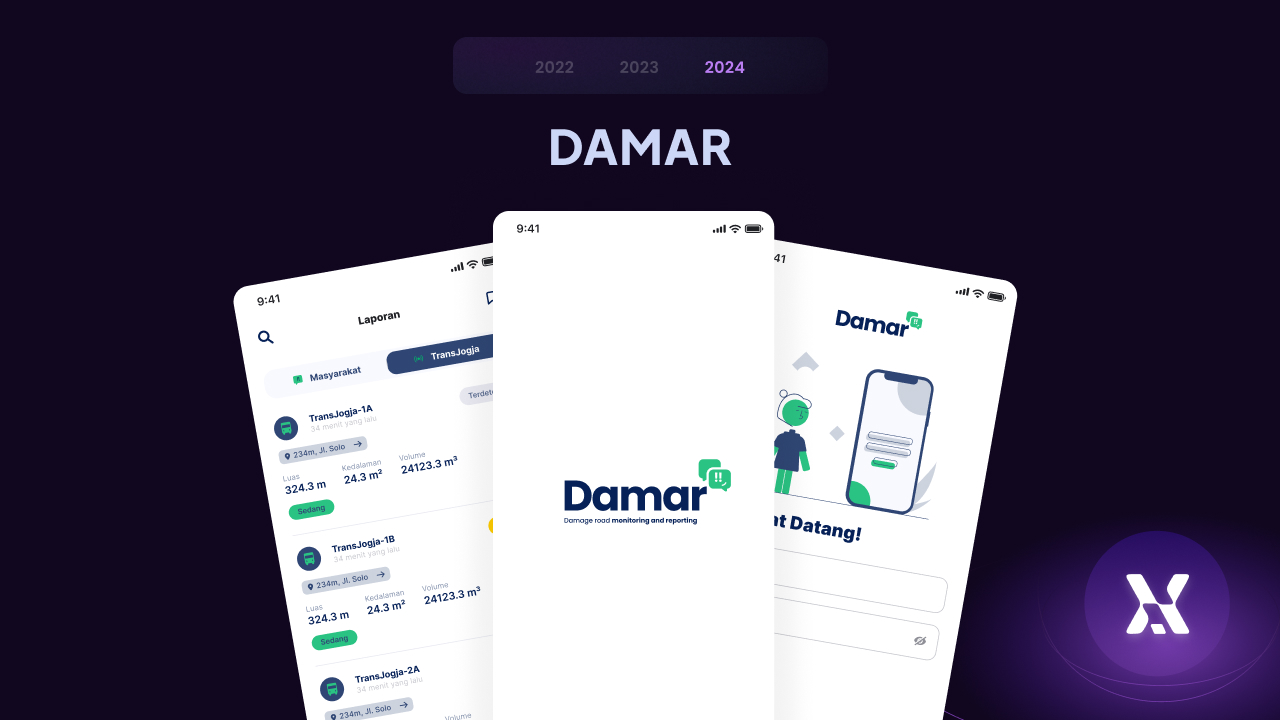 2022 2023 2024
DAMAR
9:41
Laporan
Masyarakat
TransJogja
TransJogja-1A
34 menit yang lalu
234m, Jl. Solo
Luas Kedalaman Volume
324.3 m 24.3 m² 24123.3 m³
Sedang
TransJogja-1B
34 menit yang lalu
234m, Jl. Solo
Luas Kedalaman Volume
324.3 m 24.3 m² 24123.3 m³
Sedang
TransJogja-2A
34 menit yang lalu
234m, Jl. Solo
Volume
9:41
Damar
Damage road monitoring and reporting
41
Damar
Datang!